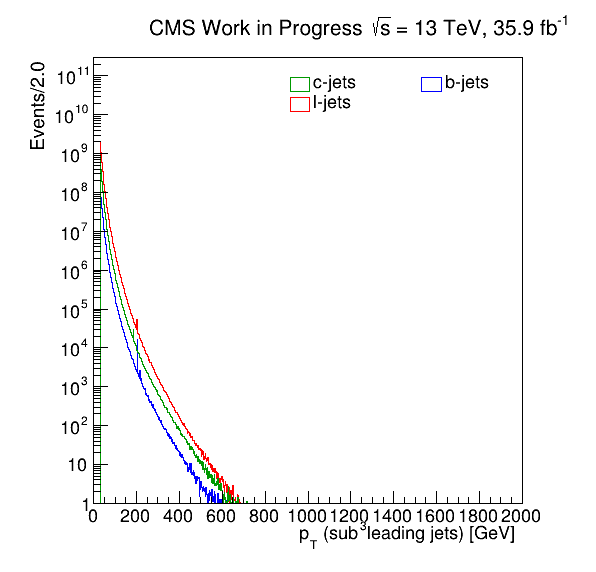 CMS Work in Progress √s = 13 TeV, 35.9 fb⁻¹
Events/2.0
c-jets b-jets
l-jets
10¹¹
10¹⁰
10⁹
10⁸
10⁷
10⁶
10⁵
10⁴
10³
10²
10
1
0 200 400 600 800 1000 1200 1400 1600 1800 2000
p_T (sub³leading jets) [GeV]